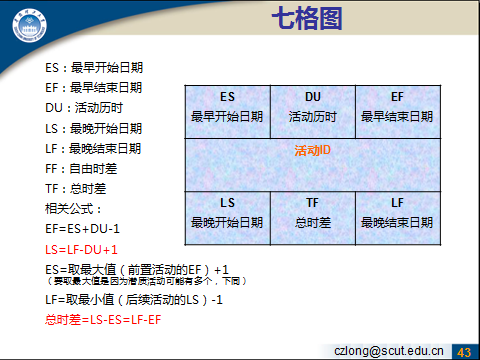 七格图
ES：最早开始日期
EF：最早结束日期
DU：活动历时
LS：最晚开始日期
LF：最晚结束日期
FF：自由时差
TF：总时差
相关公式：
EF=ES+DU-1
LS=LF-DU+1
ES=取最大值（前置活动的EF）+1
（要取最大值是因为潜质活动可能有多个，下同）
LF=取最小值（后续活动的LS）-1
总时差=LS-ES=LF-EF
ES DU EF
最早开始日期 活动历时 最早结束日期
活动ID
LS TF LF
最晚开始日期 总时差 最晚结束日期
czlong@scut.edu.cn 43